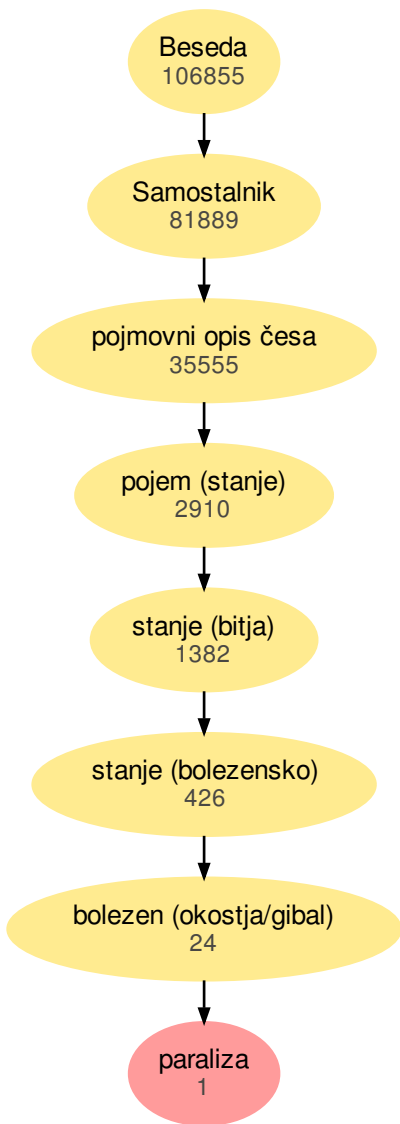 Beseda
106855
Samostalnik
81889
pojmovni opis česa
35555
pojem (stanje)
2910
stanje (bitja)
1382
stanje (bolezensko)
426
bolezen (okostja/gibal)
24
paraliza
1